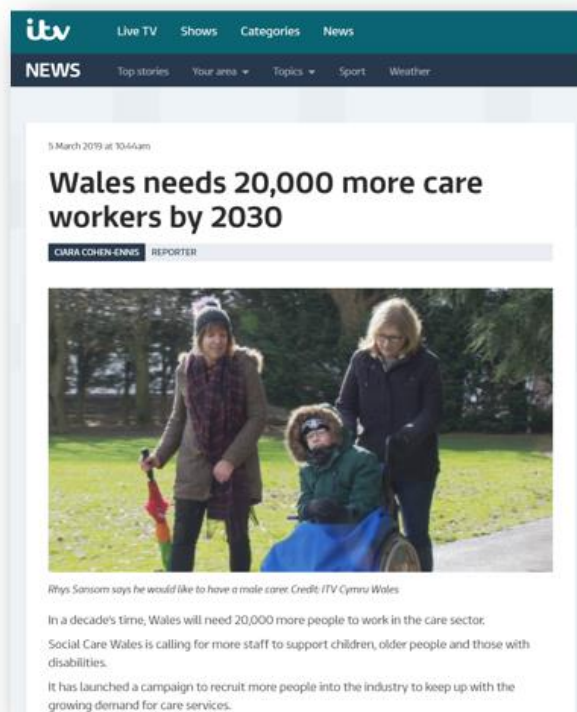 itv Live TV Shows Categories News
NEWS Top stories Your area Topics Sport Weather
5 March 2019 at 10:44am
Wales needs 20,000 more care
workers by 2030
CIARA COHEN-ENNIS REPORTER
Rhys Sansom says he would like to have a male carer. Credit: ITV Cymru Wales
In a decade's time, Wales will need 20,000 more people to work in the care sector.
Social Care Wales is calling for more staff to support children, older people and those with
disabilities.
It has launched a campaign to recruit more people into the industry to keep up with the
growing demand for care services.